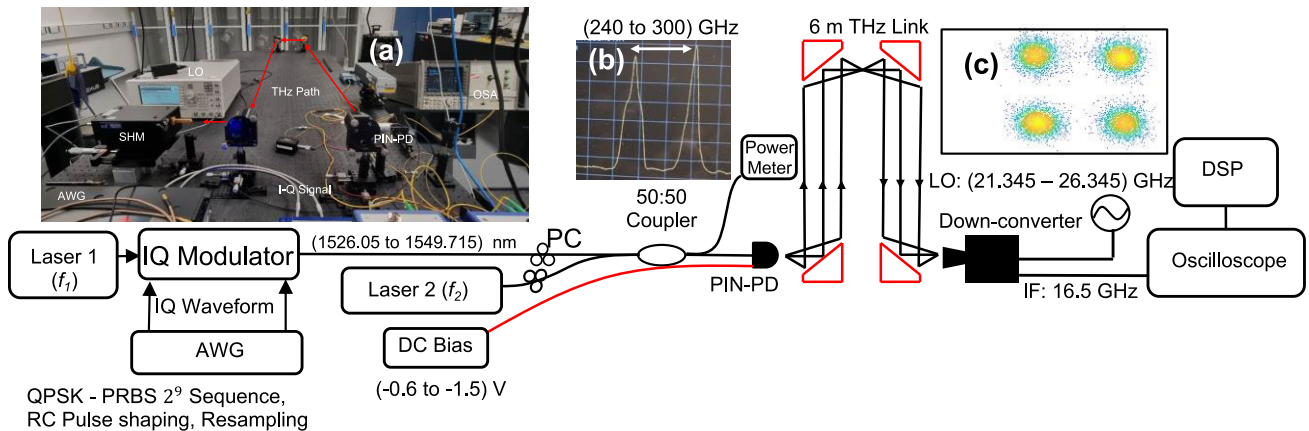 (a)
LO
THz Path
OSA
SHM
PIN-PD
AWG
I-Q Signal
(240 to 300) GHz
(b)
6 m THz Link
(c)
Power
Meter
50:50
Coupler
LO: (21.345 – 26.345) GHz
Down-converter
DSP
Oscilloscope
IF: 16.5 GHz
Laser 1
(f₁)
IQ Modulator
(1526.05 to 1549.715) nm
PC
Laser 2 (f₂)
PIN-PD
IQ Waveform
AWG
DC Bias
(-0.6 to -1.5) V
QPSK - PRBS 2⁹ Sequence,
RC Pulse shaping, Resampling